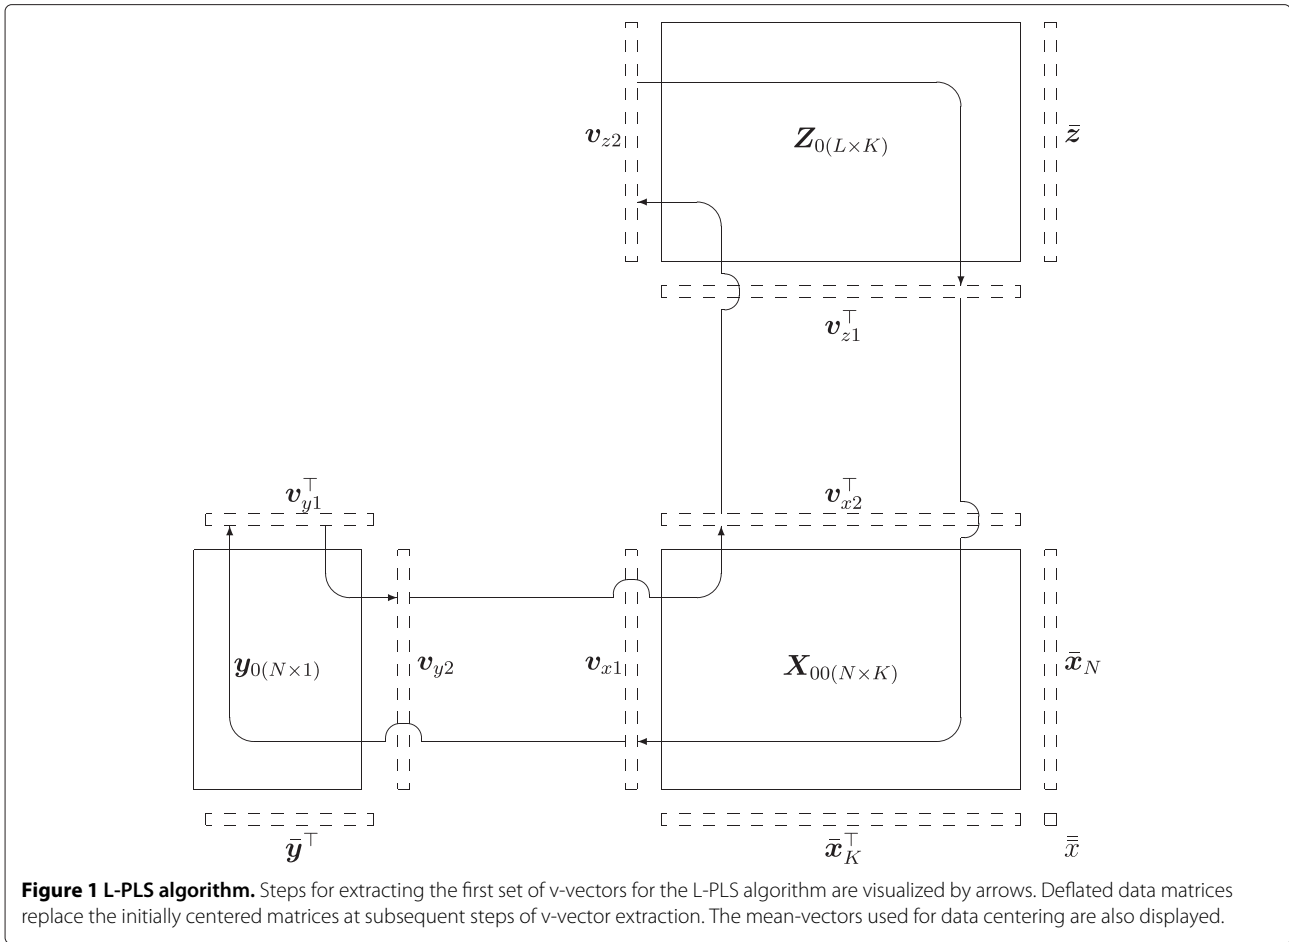 v_{z2}
Z_{0(L×K)}
z̄
v_{z1}^⊤
v_{y1}^⊤
v_{x2}^⊤
y_{0(N×1)}
v_{y2}
v_{x1}
X_{00(N×K)}
x̄_N
ȳ^⊤
x̄_K^⊤
x̿
Figure 1 L-PLS algorithm. Steps for extracting the first set of v-vectors for the L-PLS algorithm are visualized by arrows. Deflated data matrices
replace the initially centered matrices at subsequent steps of v-vector extraction. The mean-vectors used for data centering are also displayed.